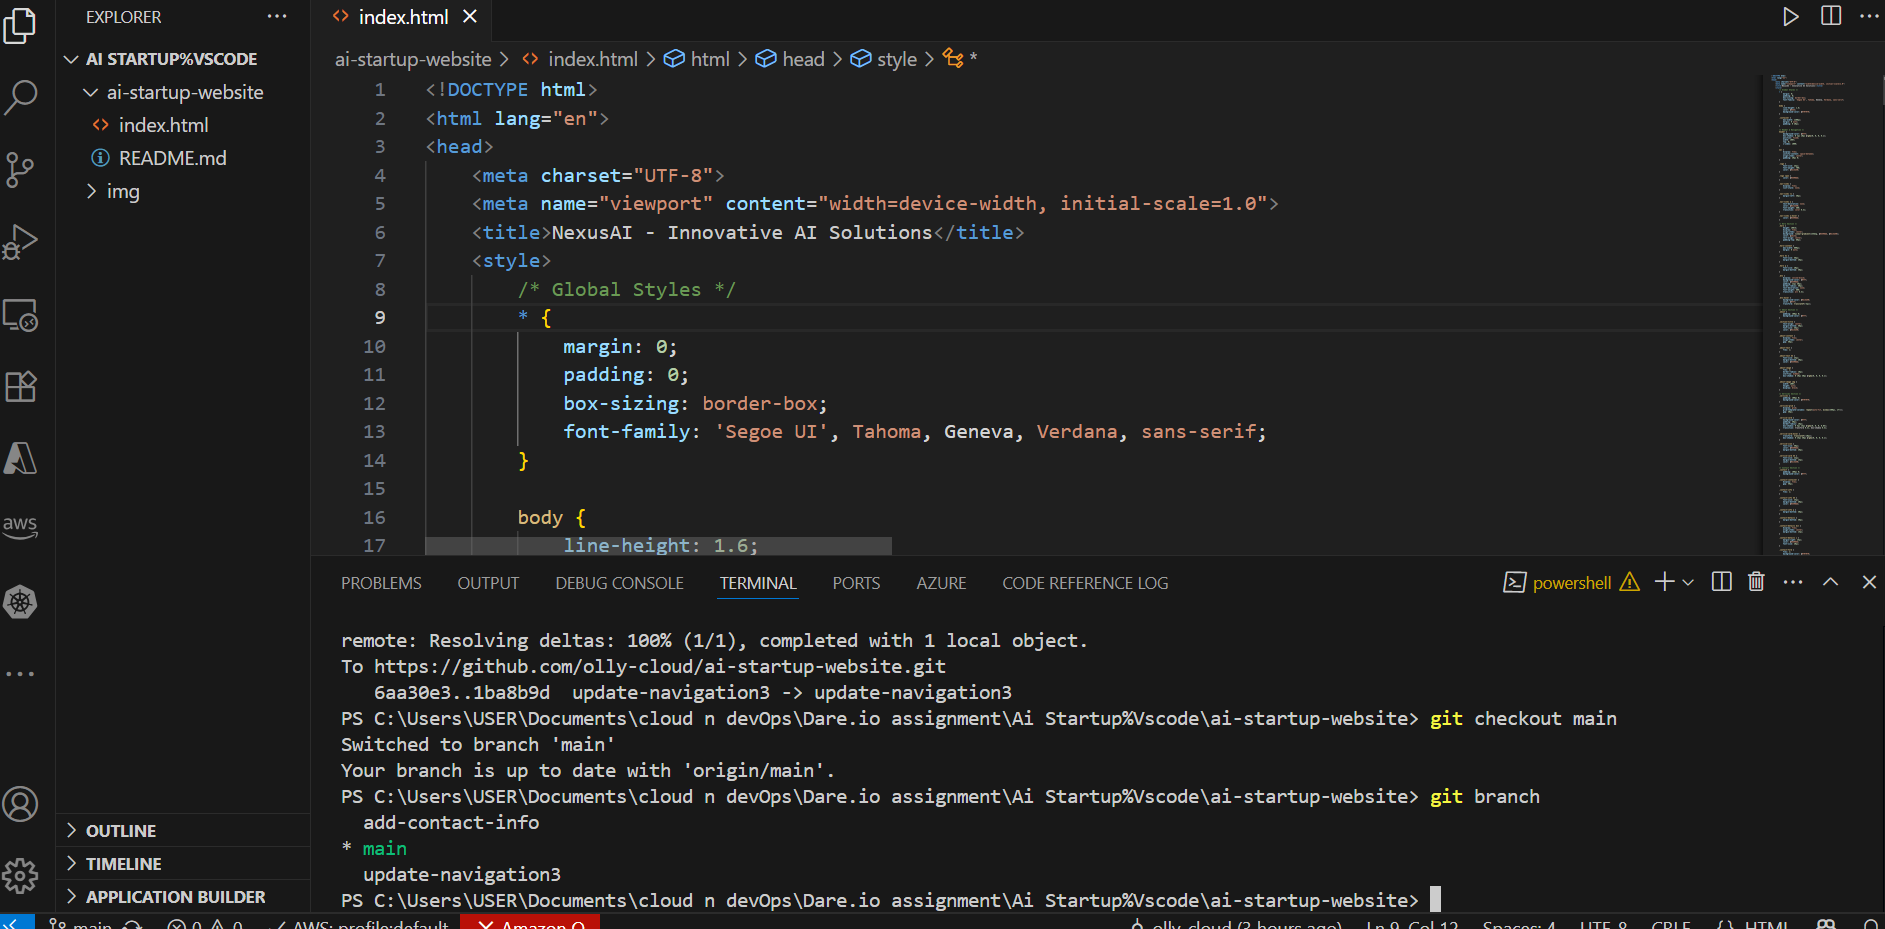 EXPLORER
AI STARTUP%VSCODE
ai-startup-website
index.html
README.md
img
OUTLINE
TIMELINE
APPLICATION BUILDER
aws
index.html
ai-startup-website > index.html > html > head > style > *
1 <!DOCTYPE html>
2 <html lang="en">
3 <head>
4 <meta charset="UTF-8">
5 <meta name="viewport" content="width=device-width, initial-scale=1.0">
6 <title>NexusAI - Innovative AI Solutions</title>
7 <style>
8 /* Global Styles */
9 * {
10 margin: 0;
11 padding: 0;
12 box-sizing: border-box;
13 font-family: 'Segoe UI', Tahoma, Geneva, Verdana, sans-serif;
14 }
15
16 body {
17 line-height: 1.6;
PROBLEMS OUTPUT DEBUG CONSOLE TERMINAL PORTS AZURE CODE REFERENCE LOG powershell
remote: Resolving deltas: 100% (1/1), completed with 1 local object.
To https://github.com/olly-cloud/ai-startup-website.git
6aa30e3..1ba8b9d update-navigation3 -> update-navigation3
PS C:\Users\USER\Documents\cloud n devOps\Dare.io assignment\Ai Startup%Vscode\ai-startup-website> git checkout main
Switched to branch 'main'
Your branch is up to date with 'origin/main'.
PS C:\Users\USER\Documents\cloud n devOps\Dare.io assignment\Ai Startup%Vscode\ai-startup-website> git branch
add-contact-info
* main
update-navigation3
PS C:\Users\USER\Documents\cloud n devOps\Dare.io assignment\Ai Startup%Vscode\ai-startup-website>
main 0 0 AWS: profile:default Amazon Q olly-cloud (3 hours ago) Ln 9, Col 12 Spaces: 4 UTF-8 CRLF {} HTML